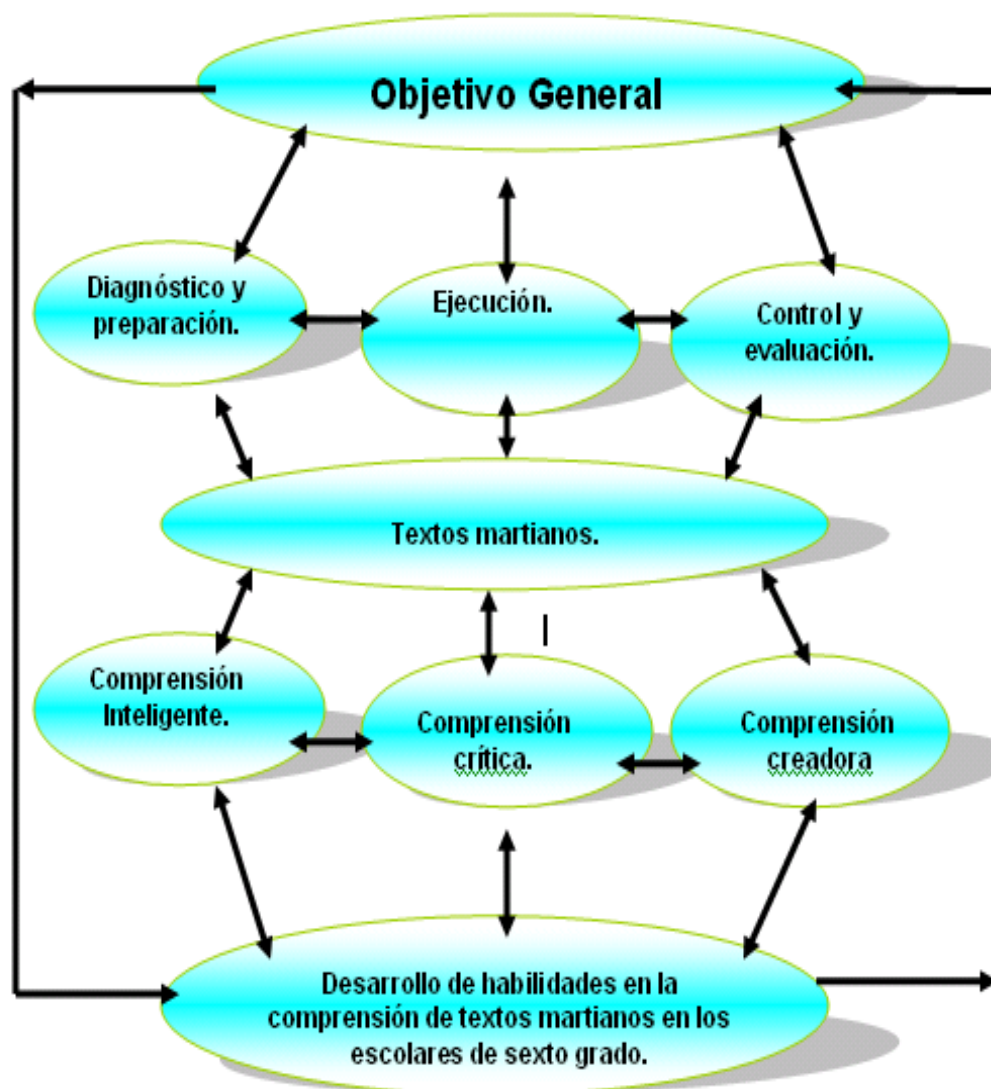 Objetivo General
Diagnóstico y
preparación.
Ejecución.
Control y
evaluación.
Textos martianos.
Comprensión
Inteligente.
Comprensión
crítica.
Comprensión
creadora
Desarrollo de habilidades en la
comprensión de textos martianos en los
escolares de sexto grado.